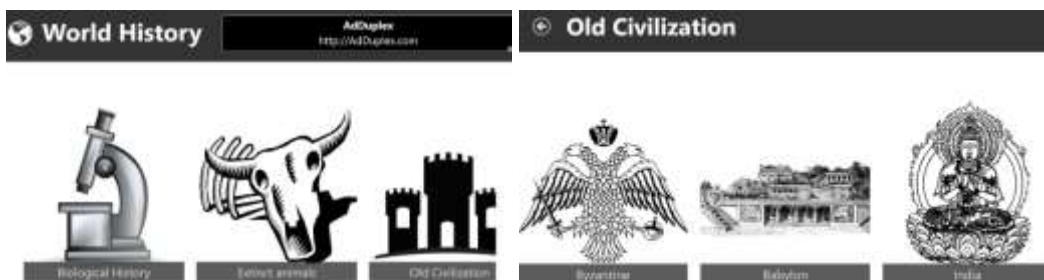 World History
AdDuplex
http://AdDuplex.com
Biological History
Extinct animals
Old Civilization
Old Civilization
Byzantine
Babylon
India